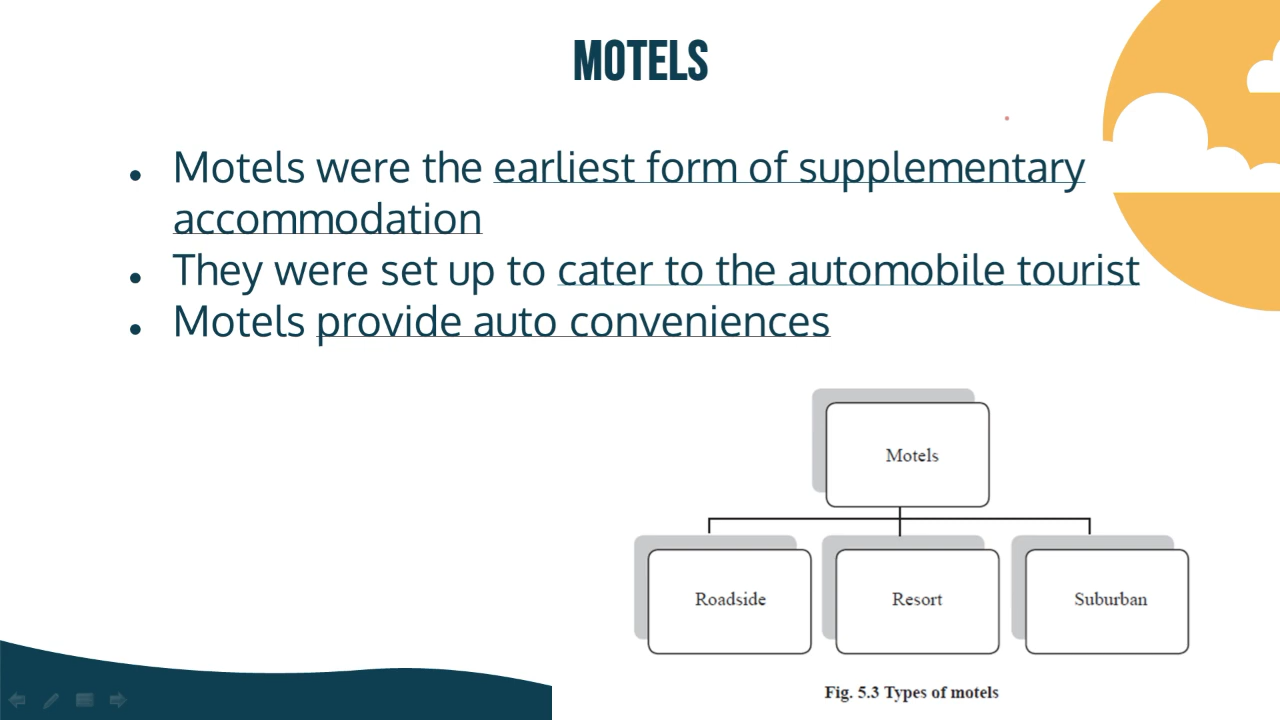 MOTELS
• Motels were the earliest form of supplementary
accommodation
• They were set up to cater to the automobile tourist
• Motels provide auto conveniences
Motels
Roadside
Resort
Suburban
Fig. 5.3 Types of motels